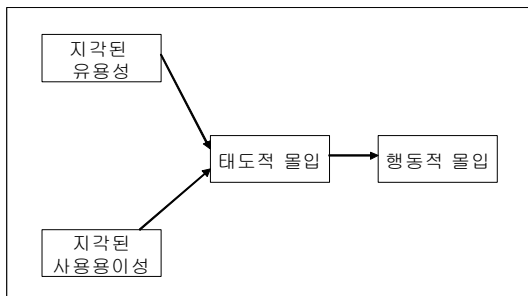 지각된
유용성
태도적 몰입
행동적 몰입
지각된
사용용이성